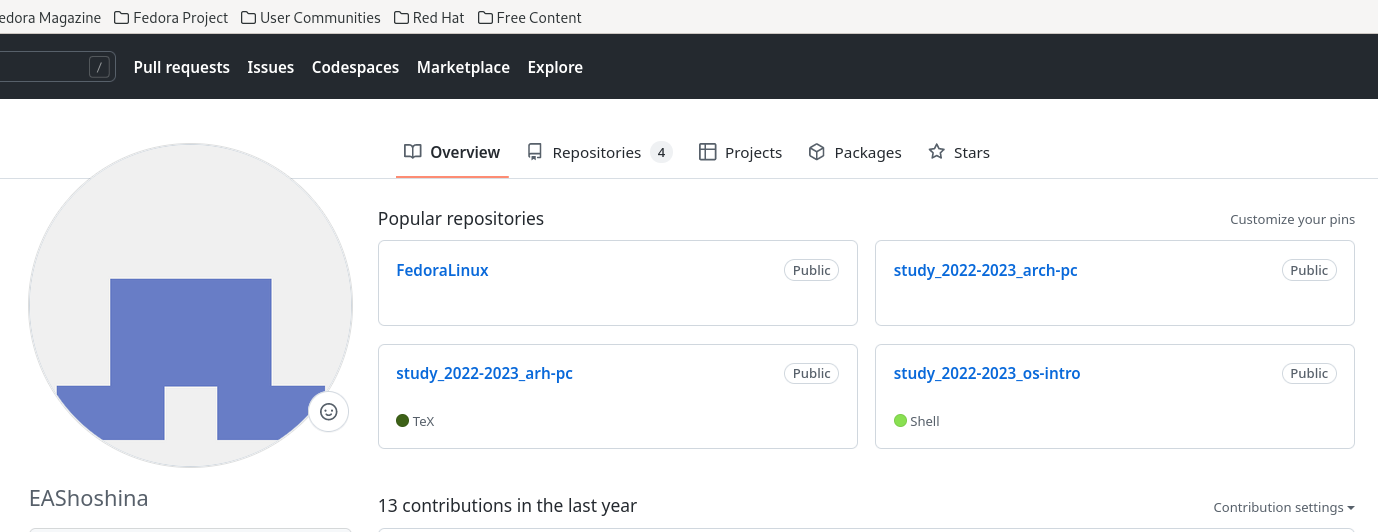 edora Magazine Fedora Project User Communities Red Hat Free Content
/ Pull requests Issues Codespaces Marketplace Explore
Overview Repositories 4 Projects Packages Stars
Popular repositories Customize your pins
FedoraLinux Public study_2022-2023_arch-pc Public
study_2022-2023_arh-pc Public study_2022-2023_os-intro Public
TeX Shell
EAShoshina
13 contributions in the last year Contribution settings